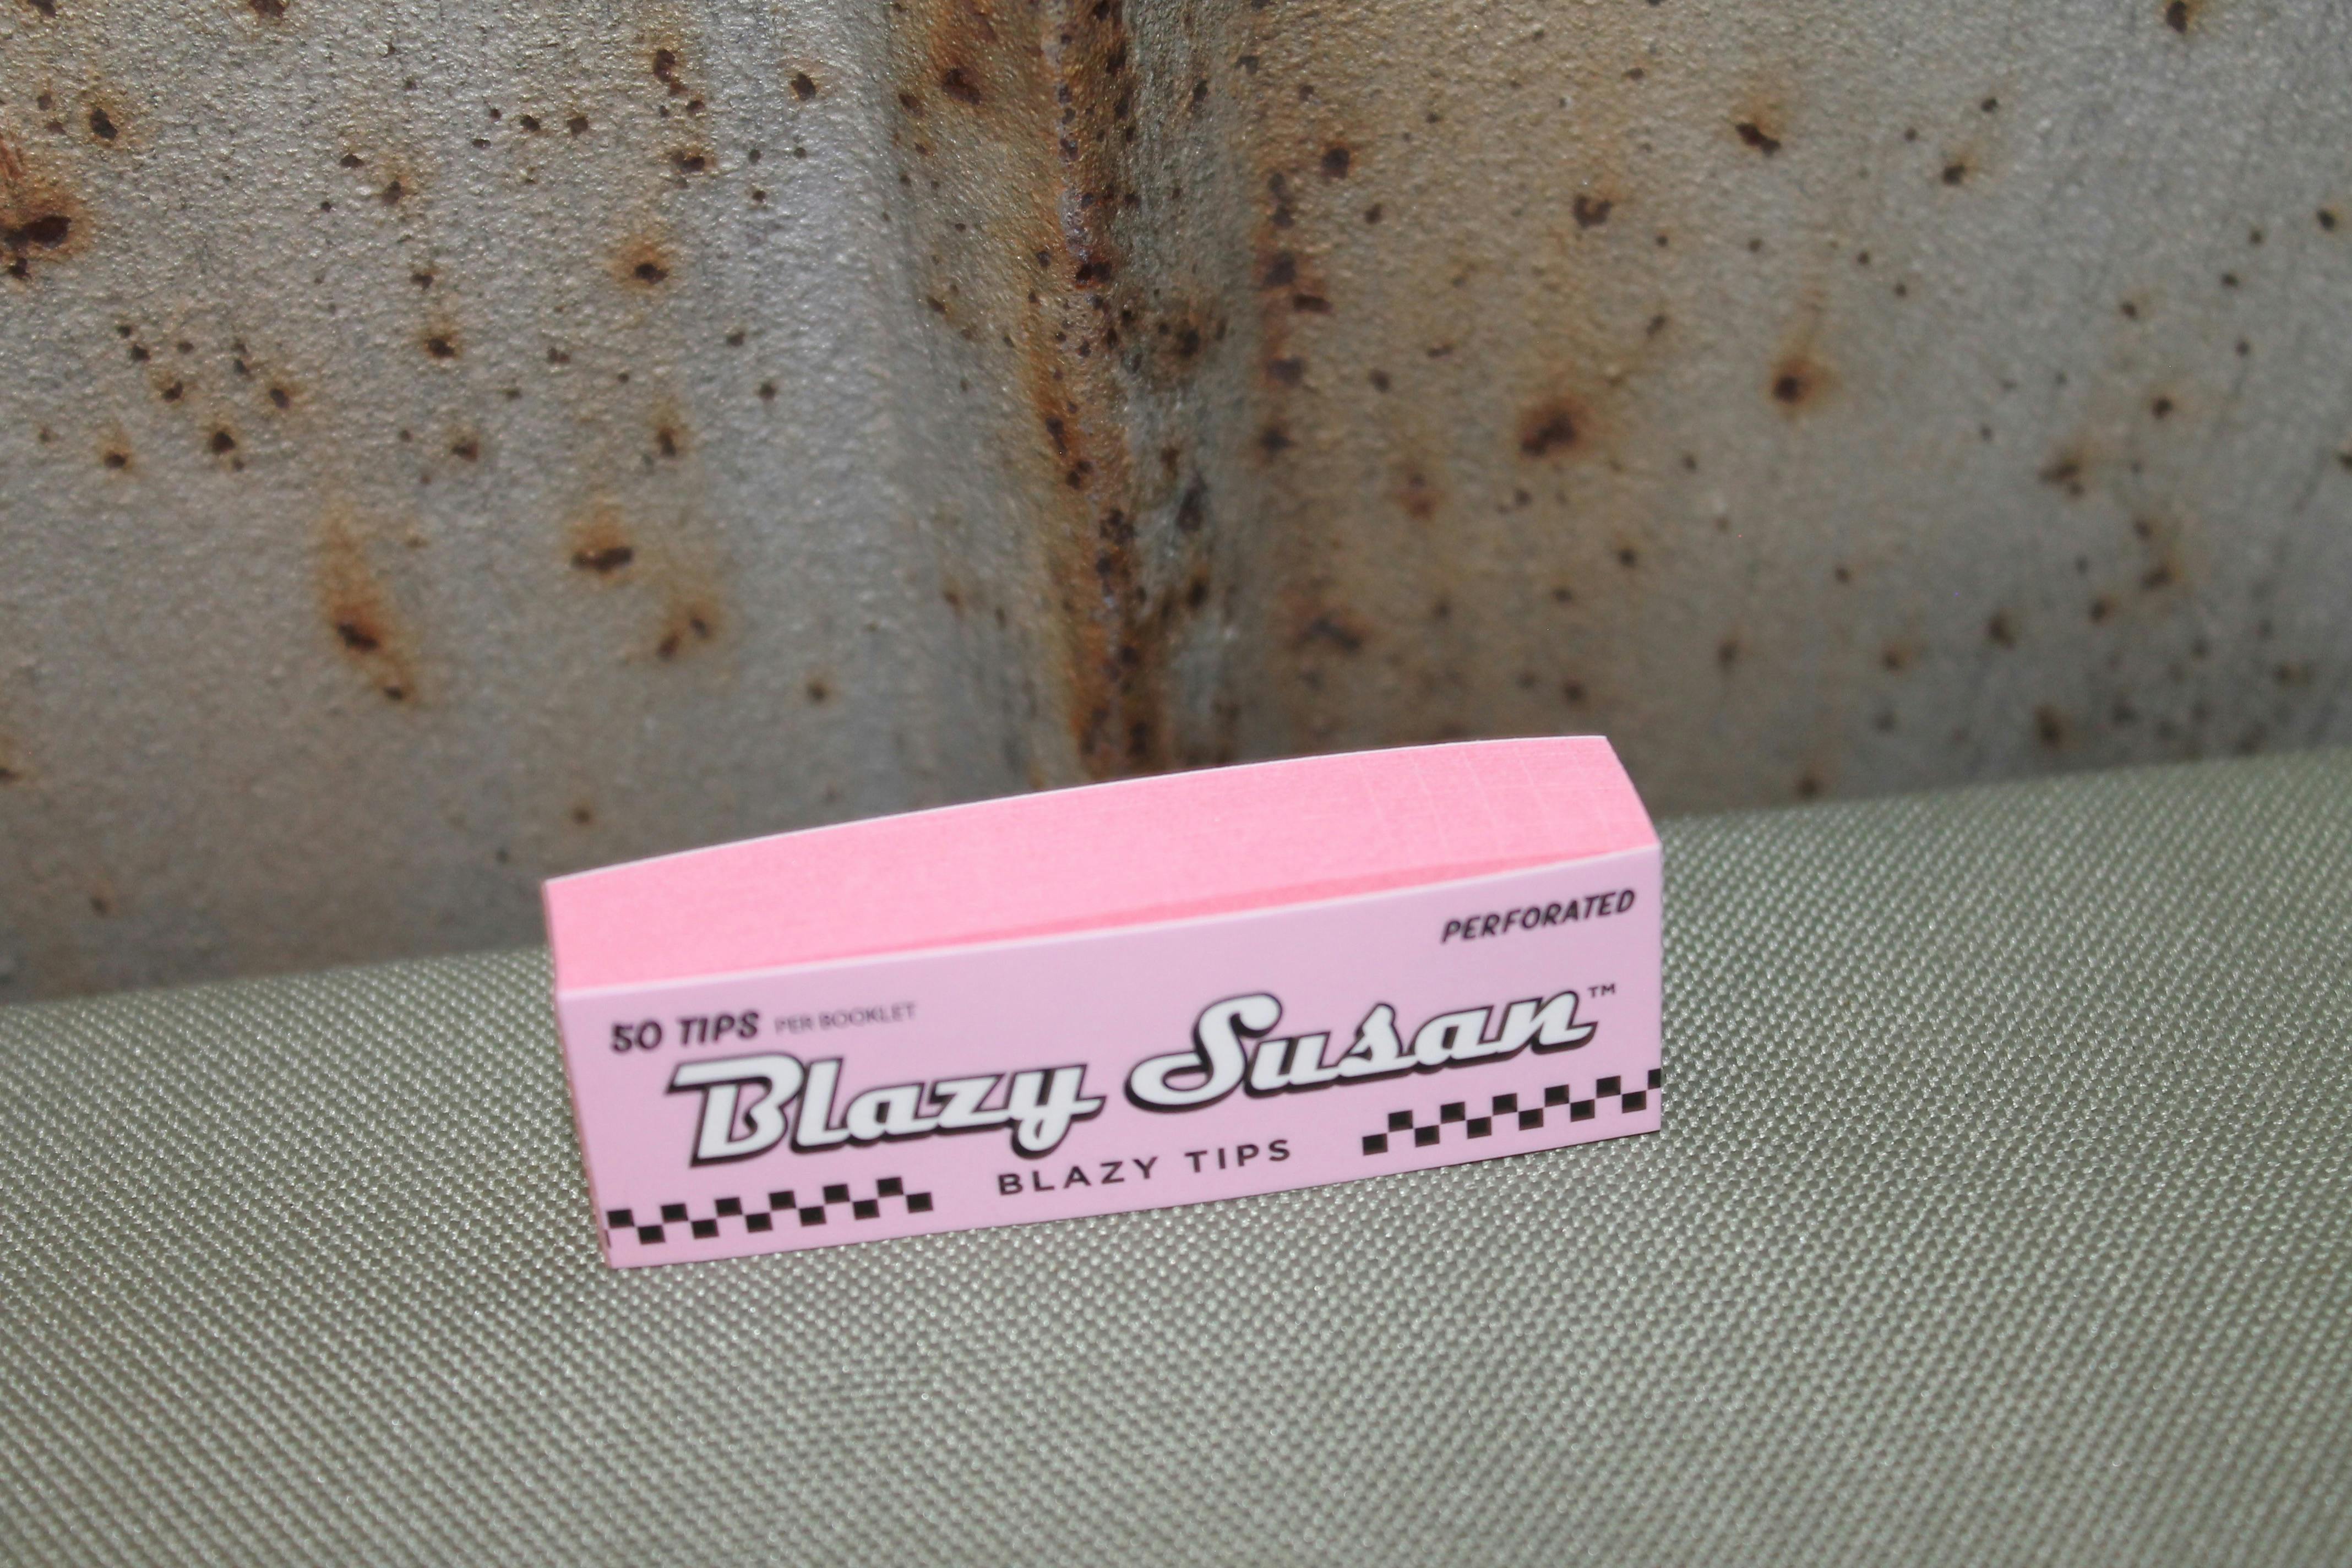 PERFORATED
50 TIPS PER BOOKLET
Blazy Susan™
BLAZY TIPS